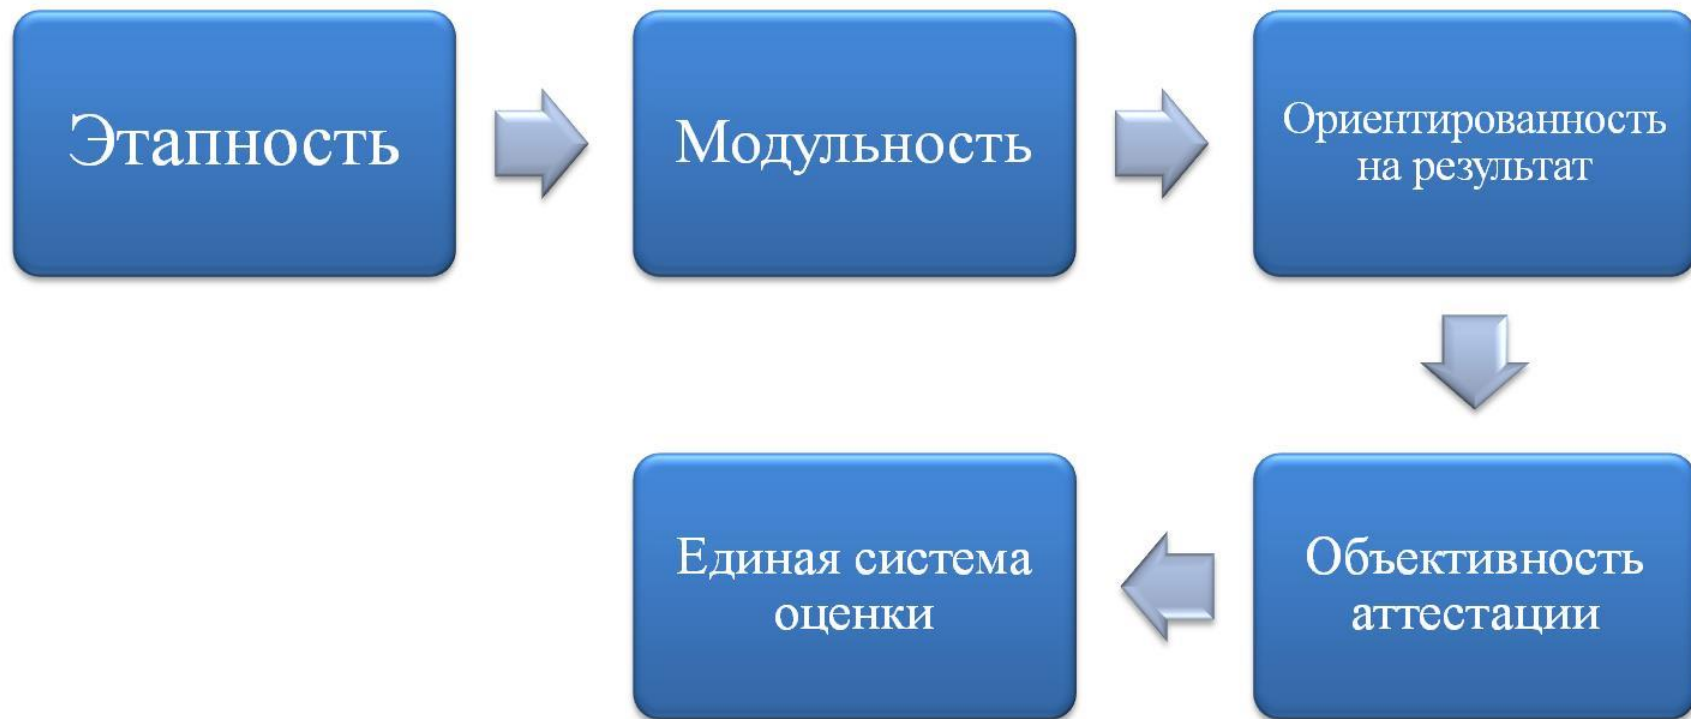 Этапность
Модульность
Ориентированность
на результат
Объективность
аттестации
Единая система
оценки